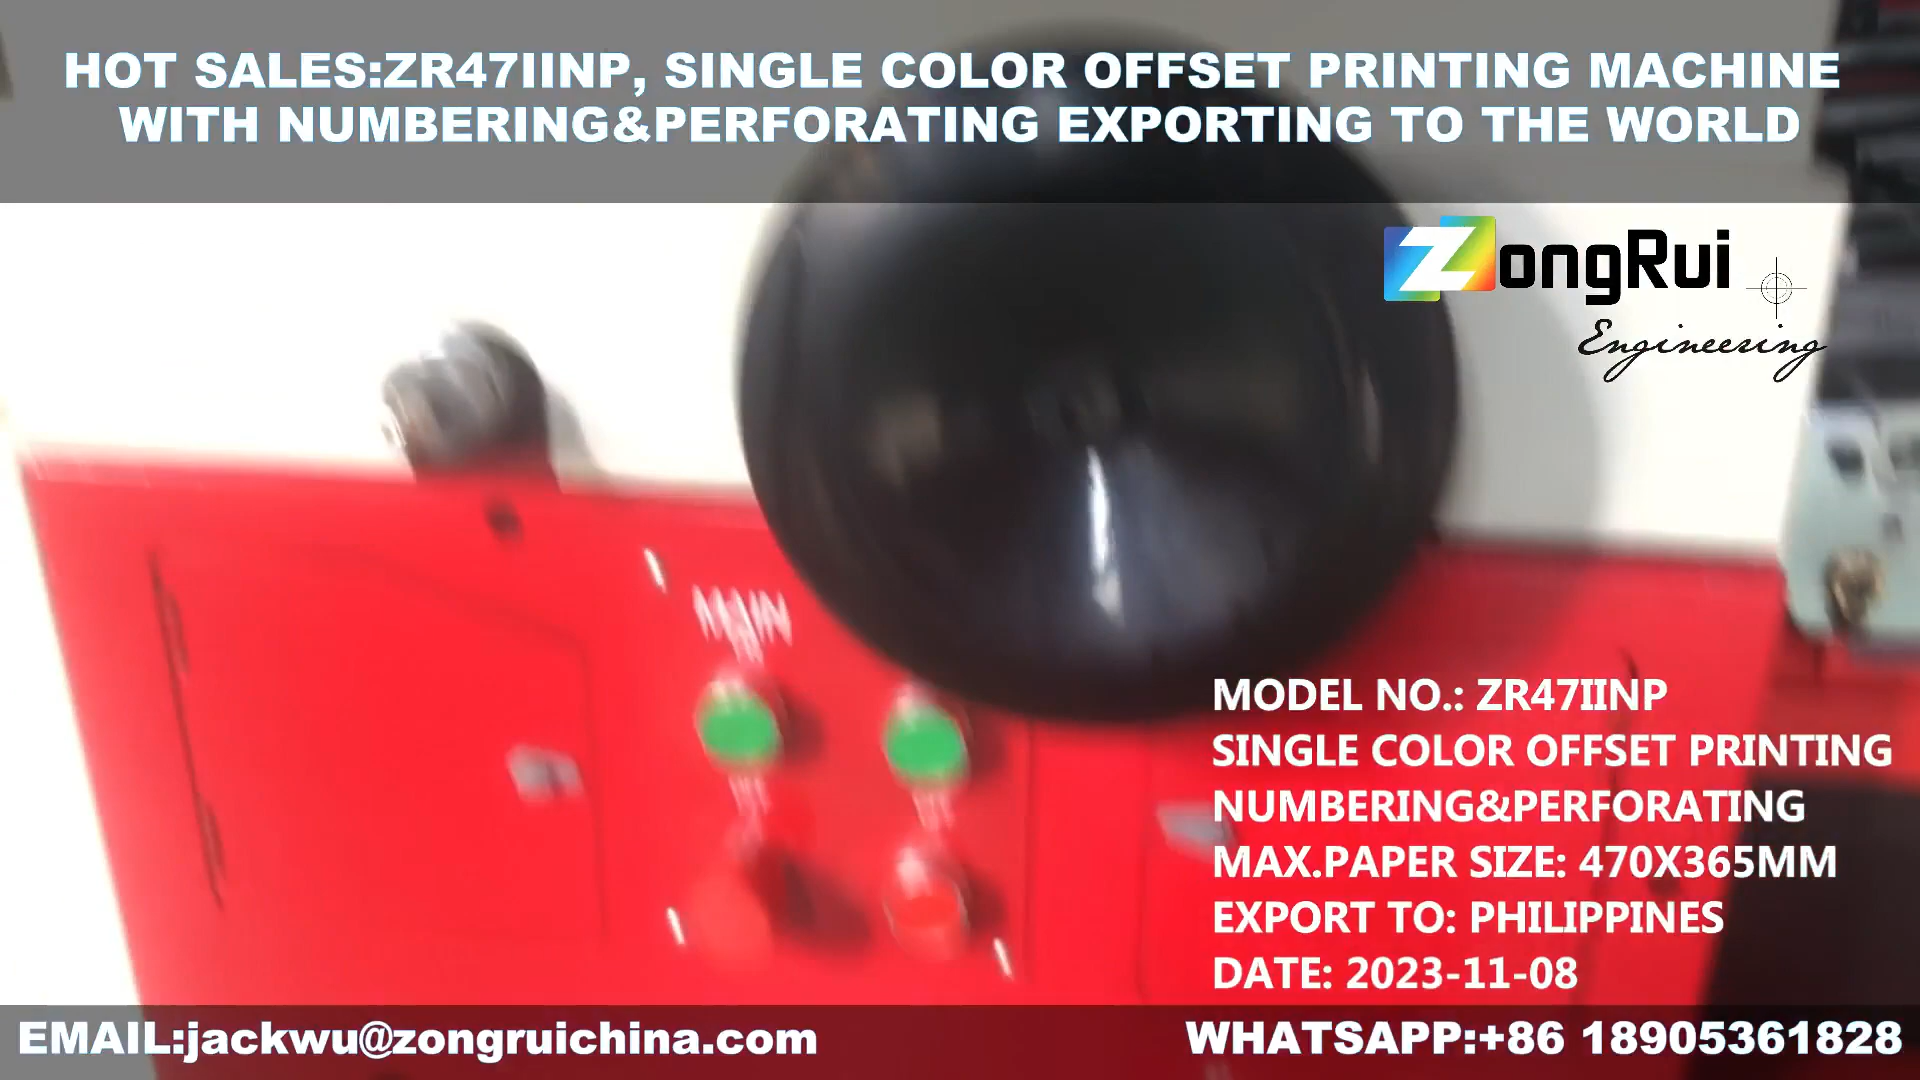 HOT SALES:ZR47IINP, SINGLE COLOR OFFSET PRINTING MACHINE
WITH NUMBERING&PERFORATING EXPORTING TO THE WORLD
ZongRui
Engineering
MAIN
MODEL NO.: ZR47IINP
SINGLE COLOR OFFSET PRINTING
NUMBERING&PERFORATING
MAX.PAPER SIZE: 470X365MM
EXPORT TO: PHILIPPINES
DATE: 2023-11-08
EMAIL:jackwu@zongruichina.com
WHATSAPP:+86 18905361828